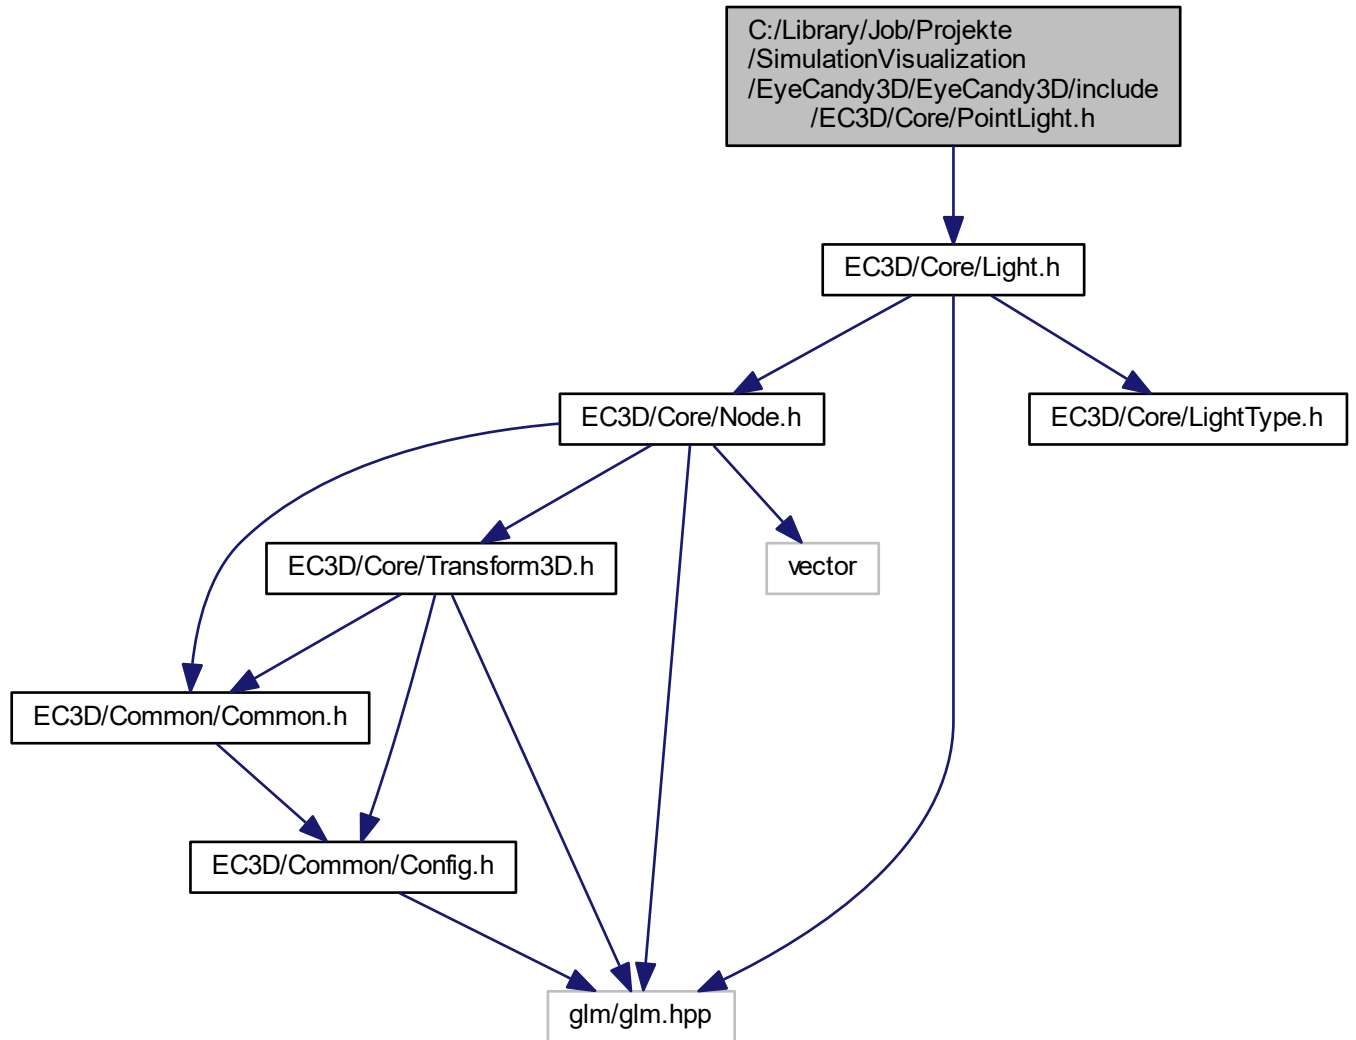 C:/Library/Job/Projekte
/SimulationVisualization
/EyeCandy3D/EyeCandy3D/include
/EC3D/Core/PointLight.h
EC3D/Core/Light.h
EC3D/Core/Node.h
EC3D/Core/LightType.h
EC3D/Core/Transform3D.h
vector
EC3D/Common/Common.h
EC3D/Common/Config.h
glm/glm.hpp